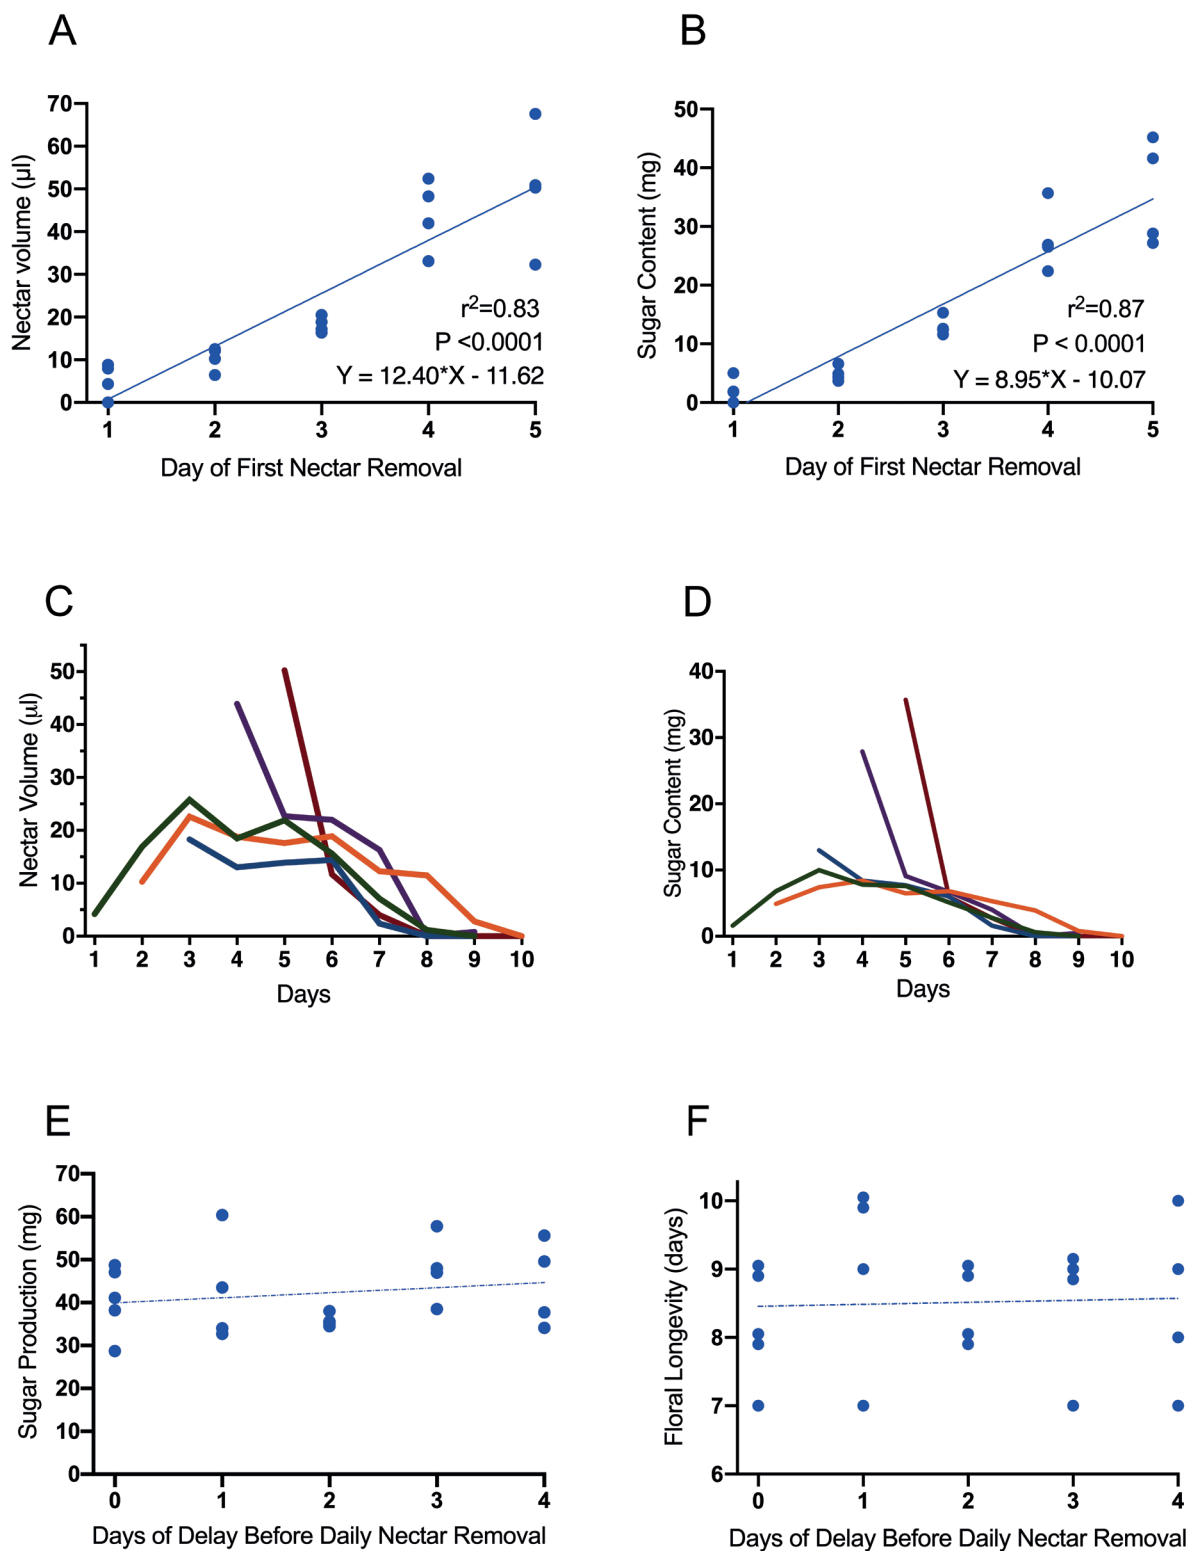 A
Nectar volume (µl)
70
60
50
40
30
20
10
0
r²=0.83
P <0.0001
Y = 12.40*X - 11.62
1 2 3 4 5
Day of First Nectar Removal
B
Sugar Content (mg)
50
40
30
20
10
0
r²=0.87
P < 0.0001
Y = 8.95*X - 10.07
1 2 3 4 5
Day of First Nectar Removal
C
Nectar Volume (µl)
50
40
30
20
10
0
1 2 3 4 5 6 7 8 9 10
Days
D
Sugar Content (mg)
40
30
20
10
0
1 2 3 4 5 6 7 8 9 10
Days
E
Sugar Production (mg)
70
60
50
40
30
20
10
0
0 1 2 3 4
Days of Delay Before Daily Nectar Removal
F
Floral Longevity (days)
10
9
8
7
6
0 1 2 3 4
Days of Delay Before Daily Nectar Removal